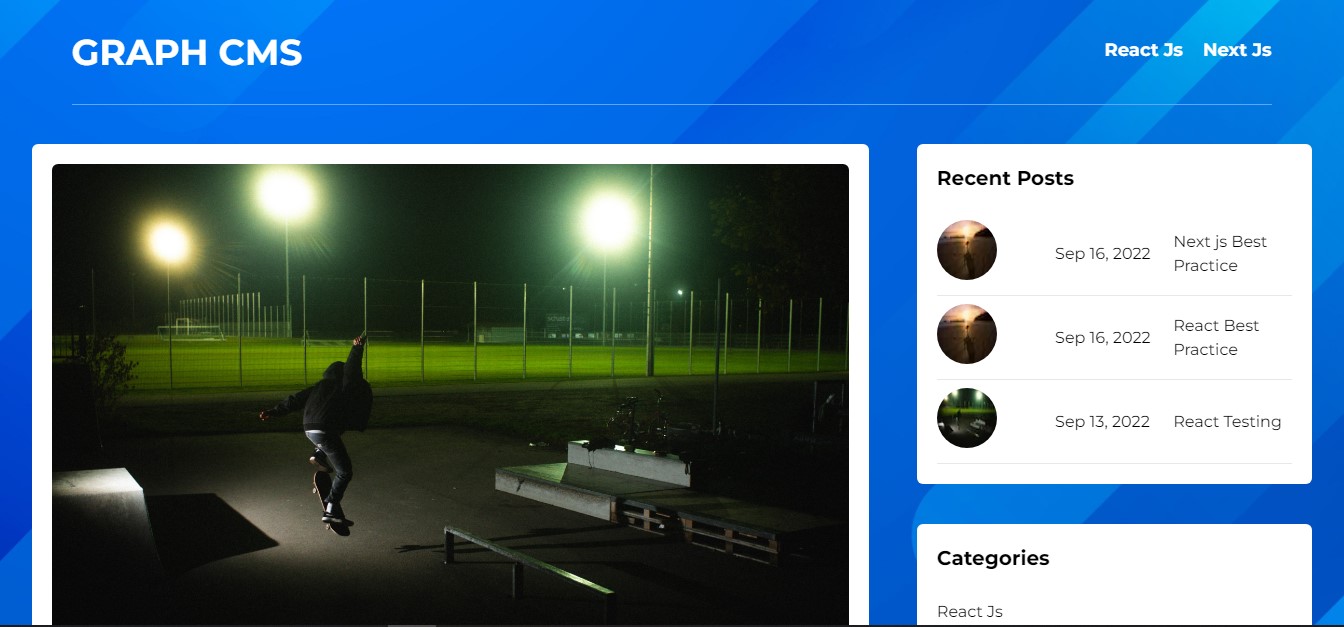 GRAPH CMS
React Js Next Js
Recent Posts
Sep 16, 2022
Next js Best
Practice
Sep 16, 2022
React Best
Practice
Sep 13, 2022
React Testing
Categories
React Js